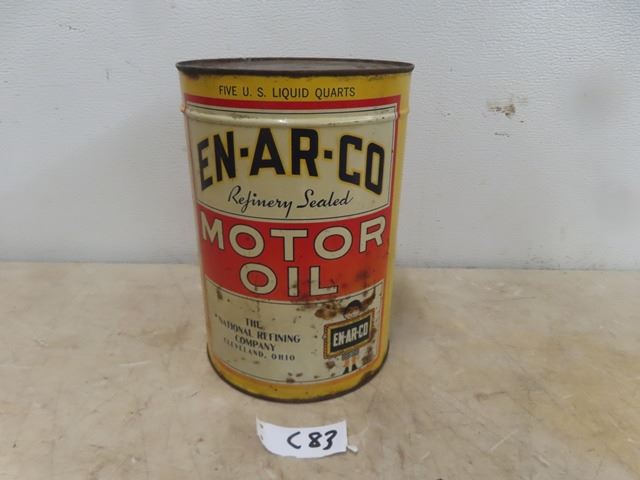 FIVE U. S. LIQUID QUARTS
EN-AR-CO
Refinery Sealed
MOTOR
OIL
THE
NATIONAL REFINING
COMPANY
CLEVELAND, OHIO
EN-AR-CO
C83